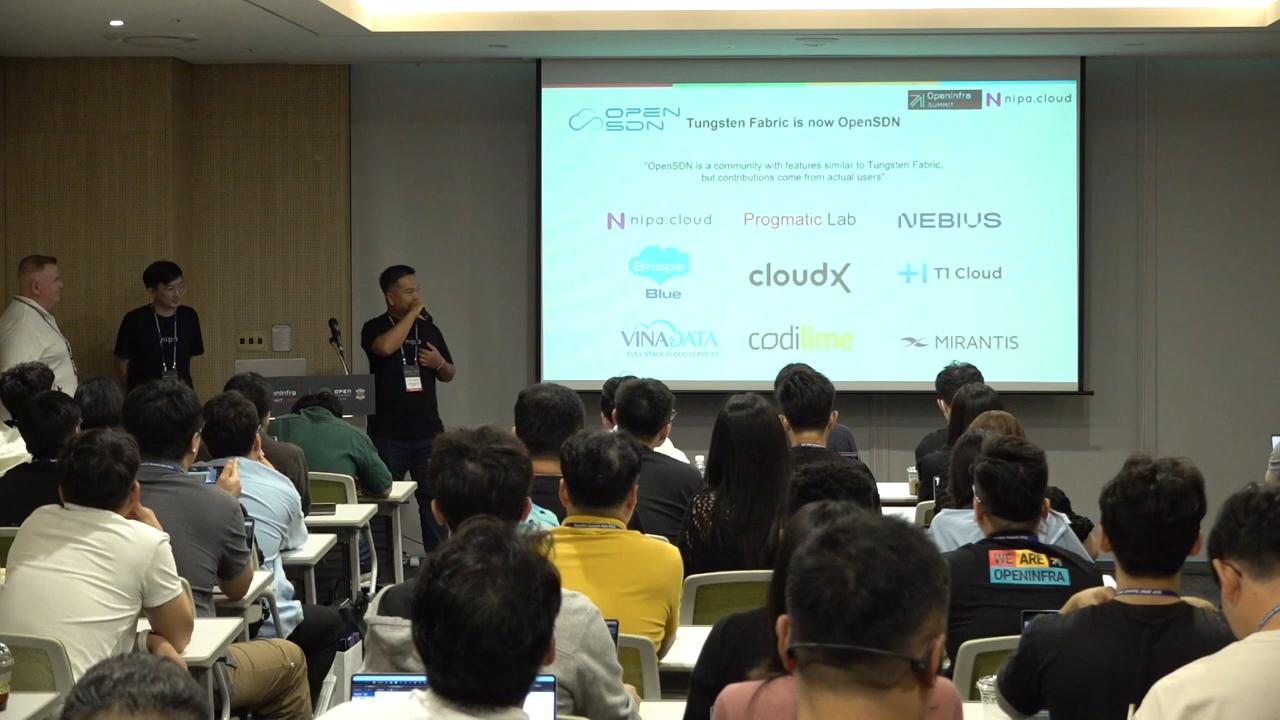 OPEN
SDN
Tungsten Fabric is now OpenSDN
OpenInfra
SUMMIT
nipa.cloud
"OpenSDN is a community with features similar to Tungsten Fabric,
but contributions come from actual users"
nipa.cloud
Progmatic Lab
NEBIUS
Shape
Blue
cloudX
T1 Cloud
VINADATA
FULL STACK CLOUD SERVICES
codilime
MIRANTIS
nipa
OPEN
WE ARE
OPENINFRA